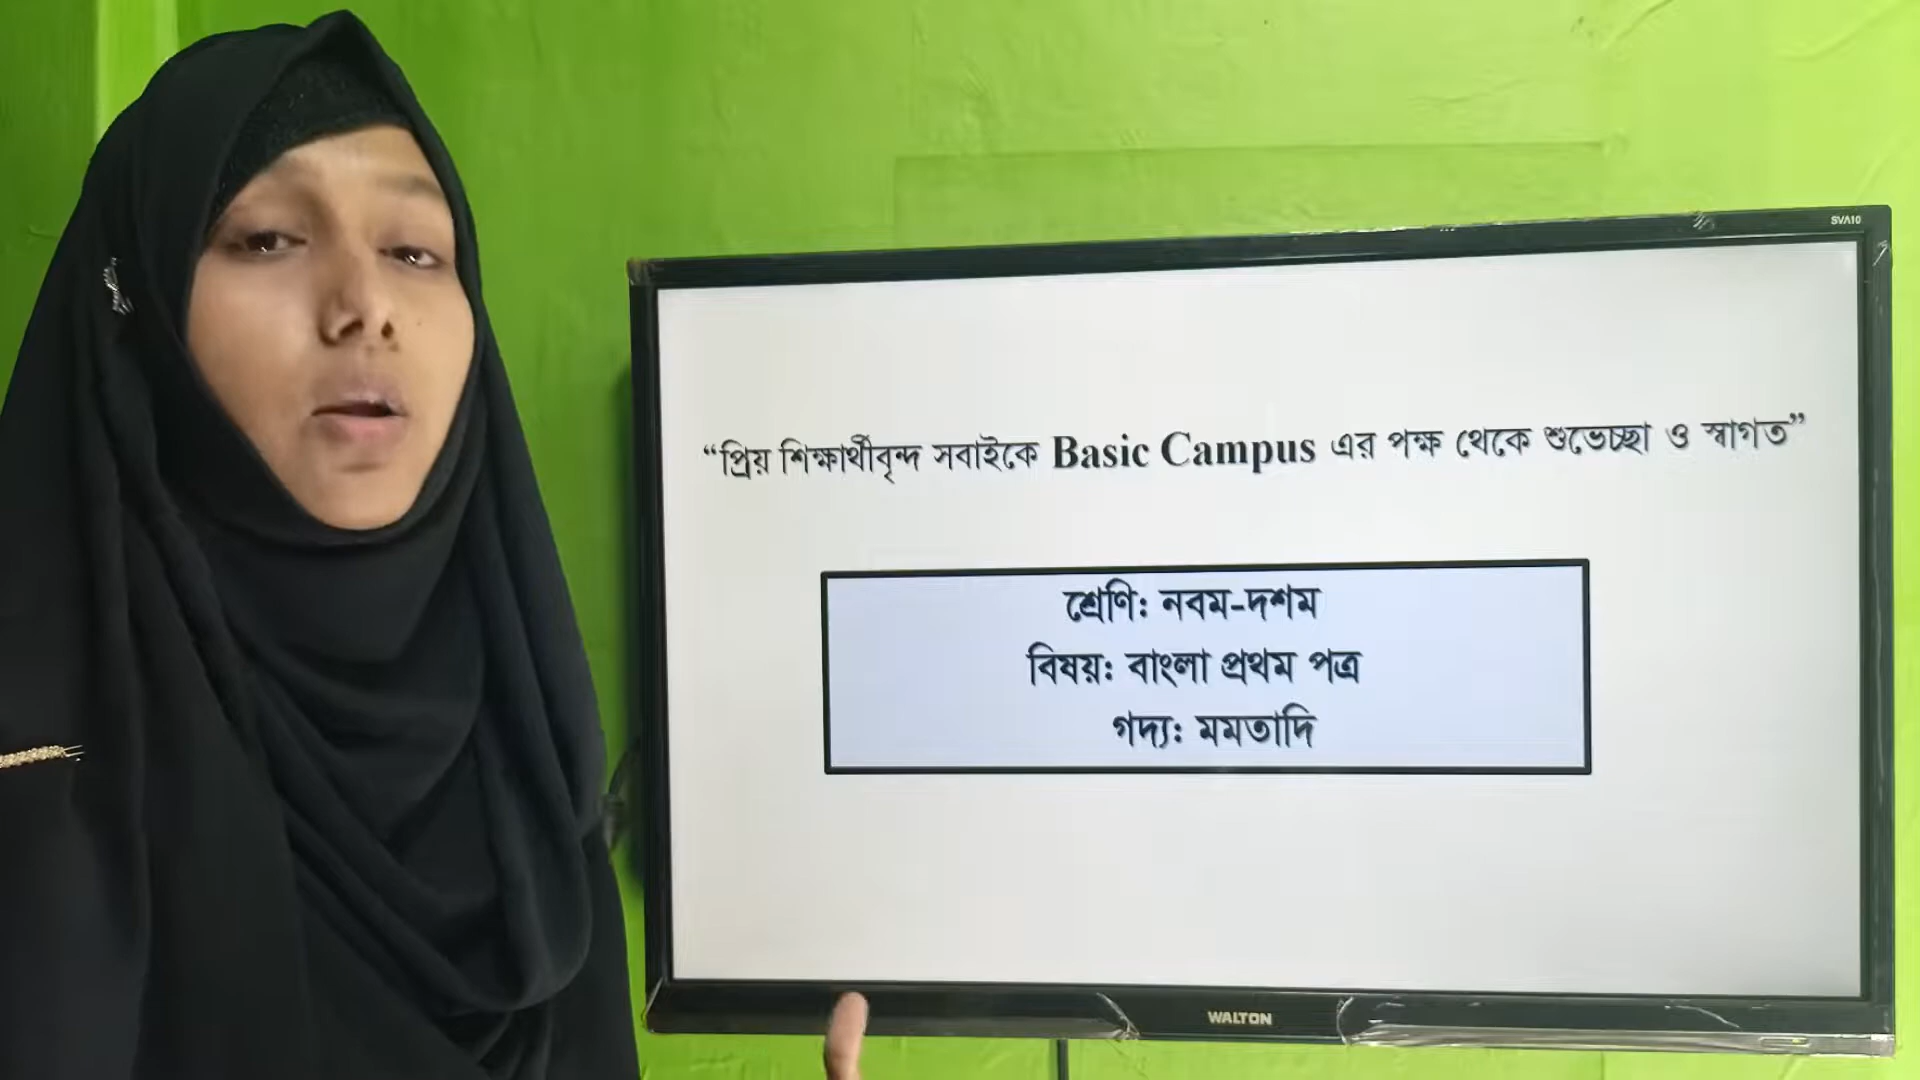 SVA10
“প্রিয় শিক্ষার্থীবৃন্দ সবাইকে Basic Campus এর পক্ষ থেকে শুভেচ্ছা ও স্বাগত”
শ্রেণি: নবম-দশম
বিষয়: বাংলা প্রথম পত্র
গদ্য: মমতাদি
WALTON